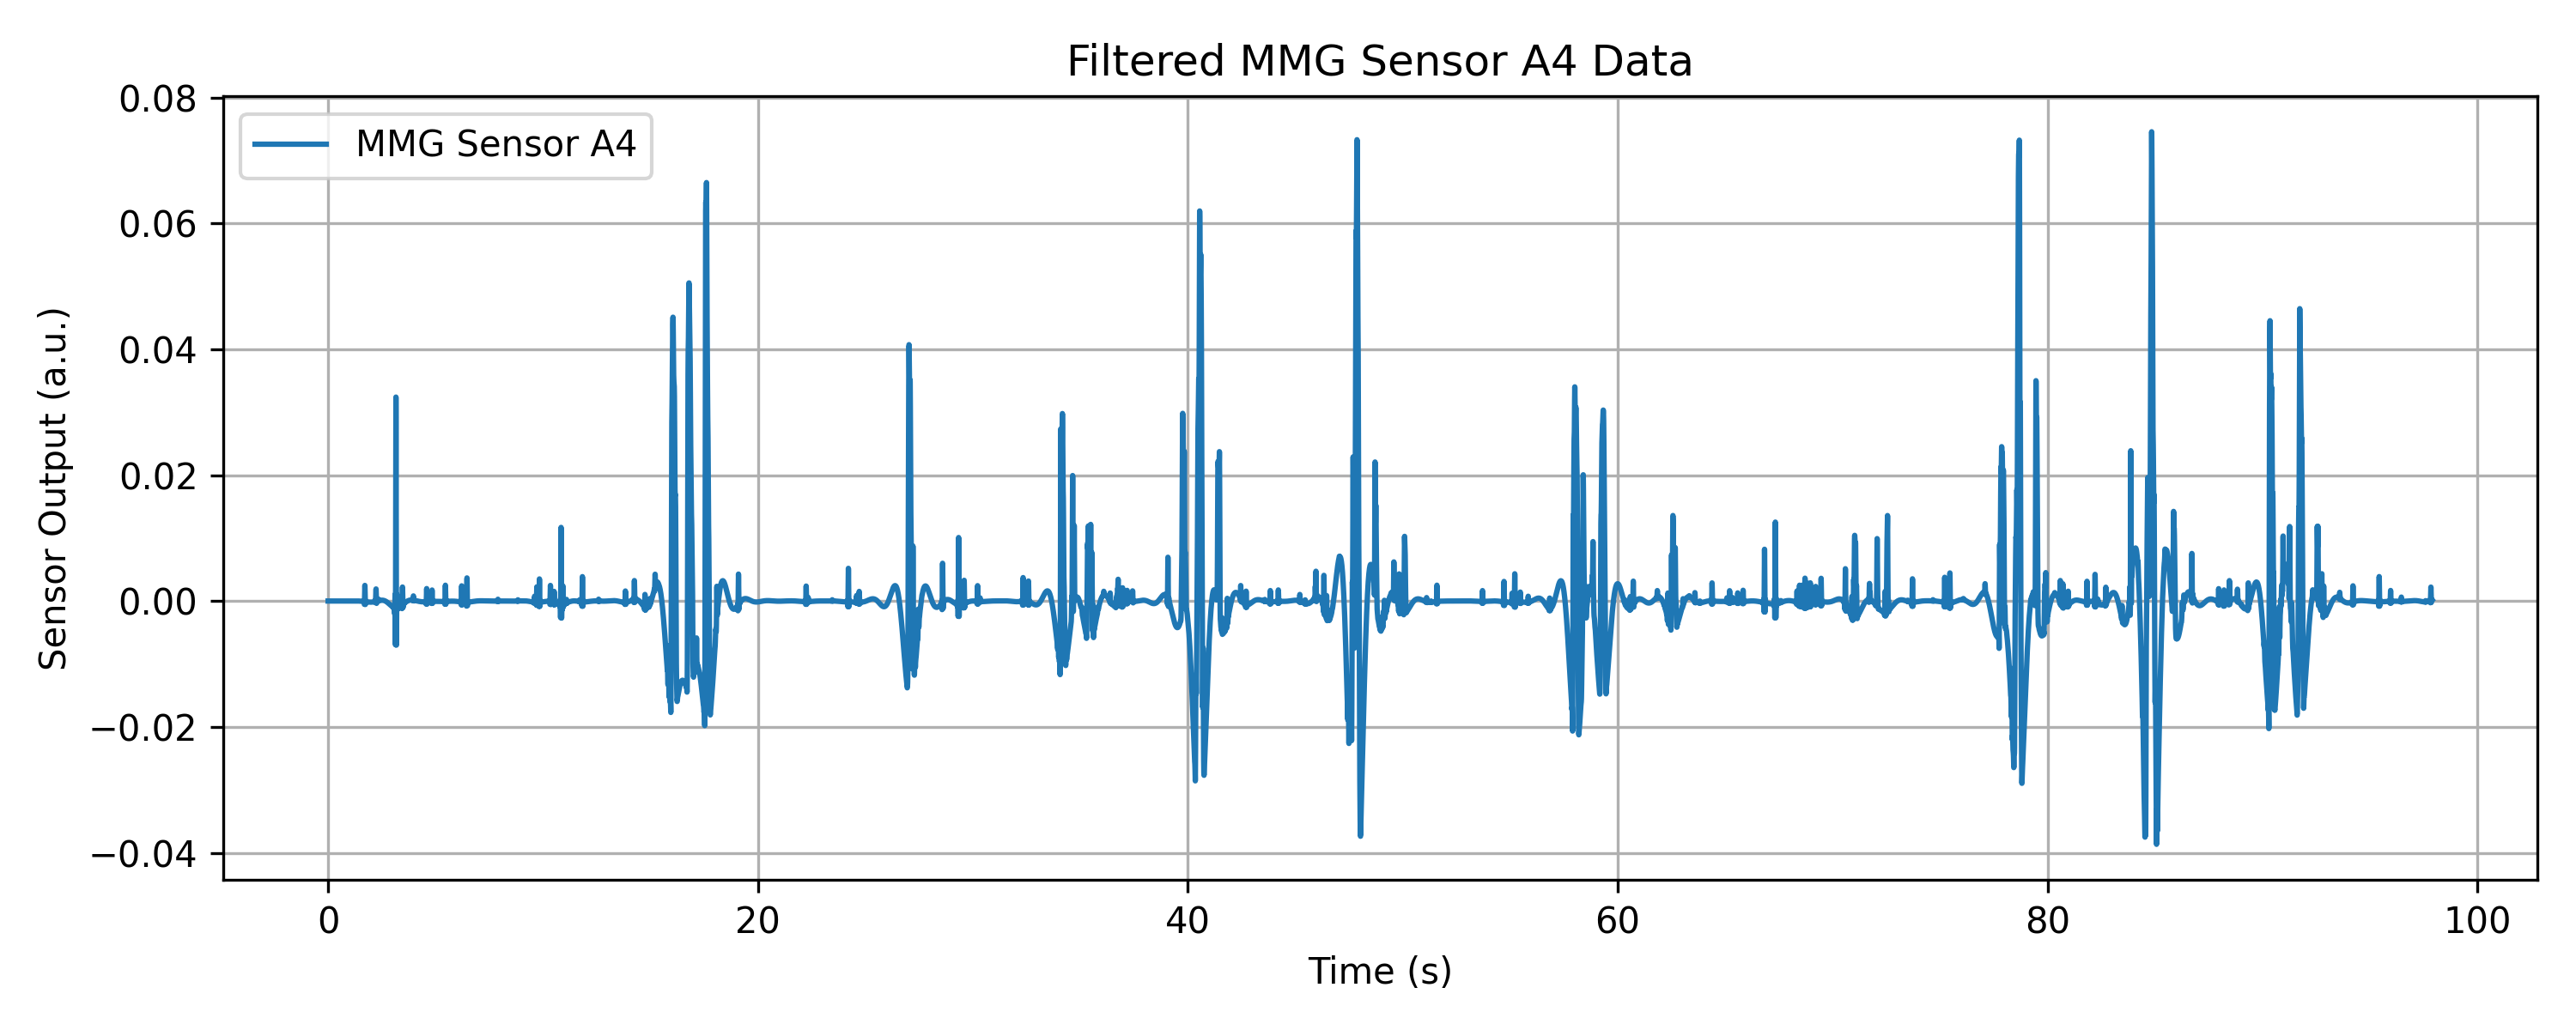 Filtered MMG Sensor A4 Data
MMG Sensor A4
Sensor Output (a.u.)
0.08
0.06
0.04
0.02
0.00
−0.02
−0.04
0 20 40 60 80 100
Time (s)